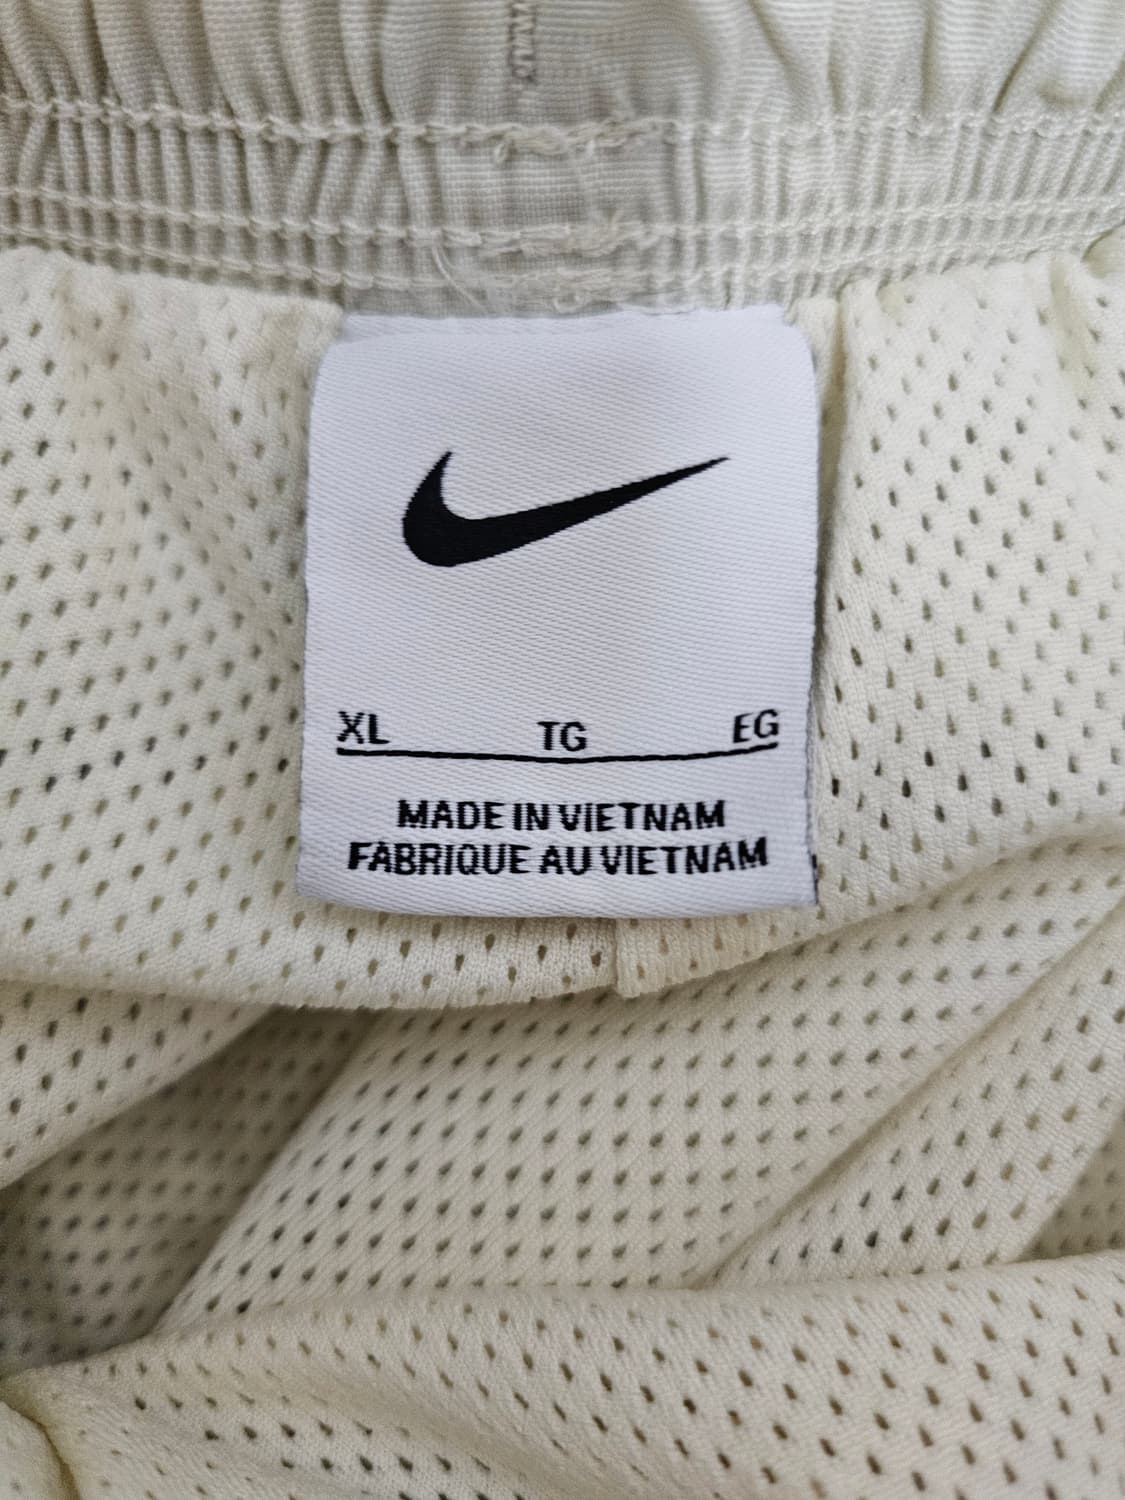 XL TG EG
MADE IN VIETNAM
FABRIQUE AU VIETNAM